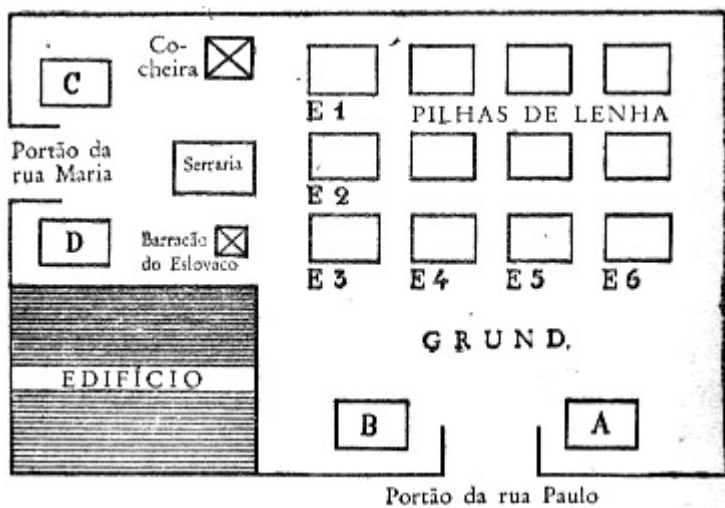 Co-
cheira
C
E 1
PILHAS DE LENHA
Portão da
rua Maria
Serraria
E 2
D
Barracão
do Eslovaco
E 3 E 4 E 5 E 6
GRUND.
EDIFÍCIO
B
A
Portão da rua Paulo